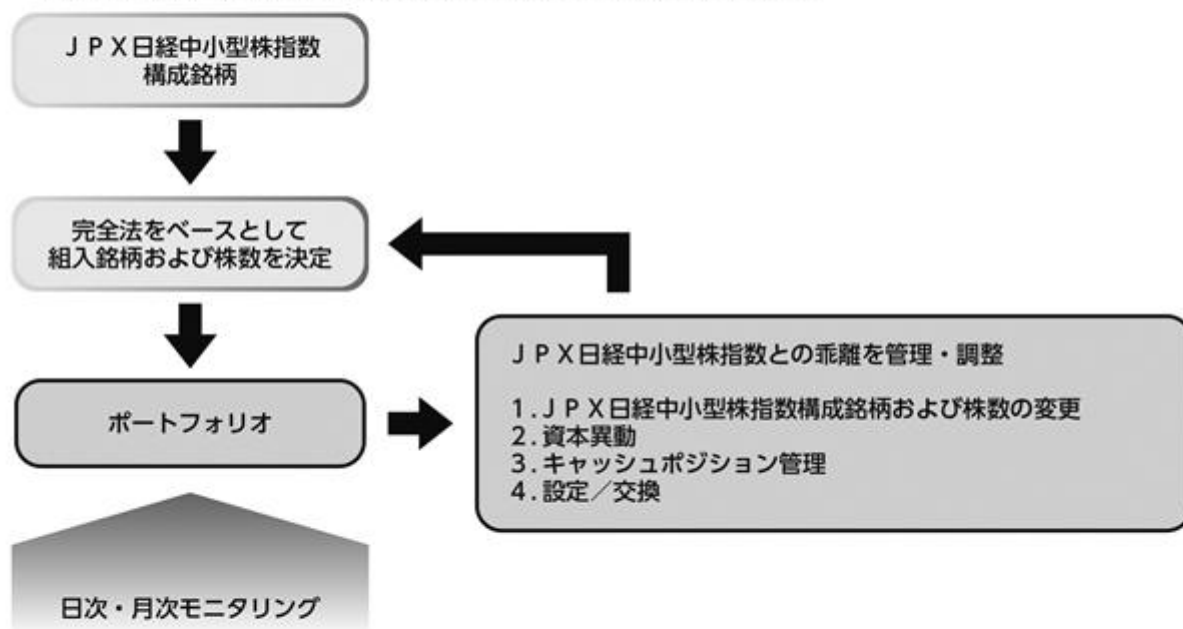 ＪＰＸ日経中小型株指数
構成銘柄
完全法をベースとして
組入銘柄および株数を決定
ポートフォリオ
ＪＰＸ日経中小型株指数との乖離を管理・調整
1．ＪＰＸ日経中小型株指数構成銘柄および株数の変更
2．資本異動
3．キャッシュポジション管理
4．設定／交換
日次・月次モニタリング